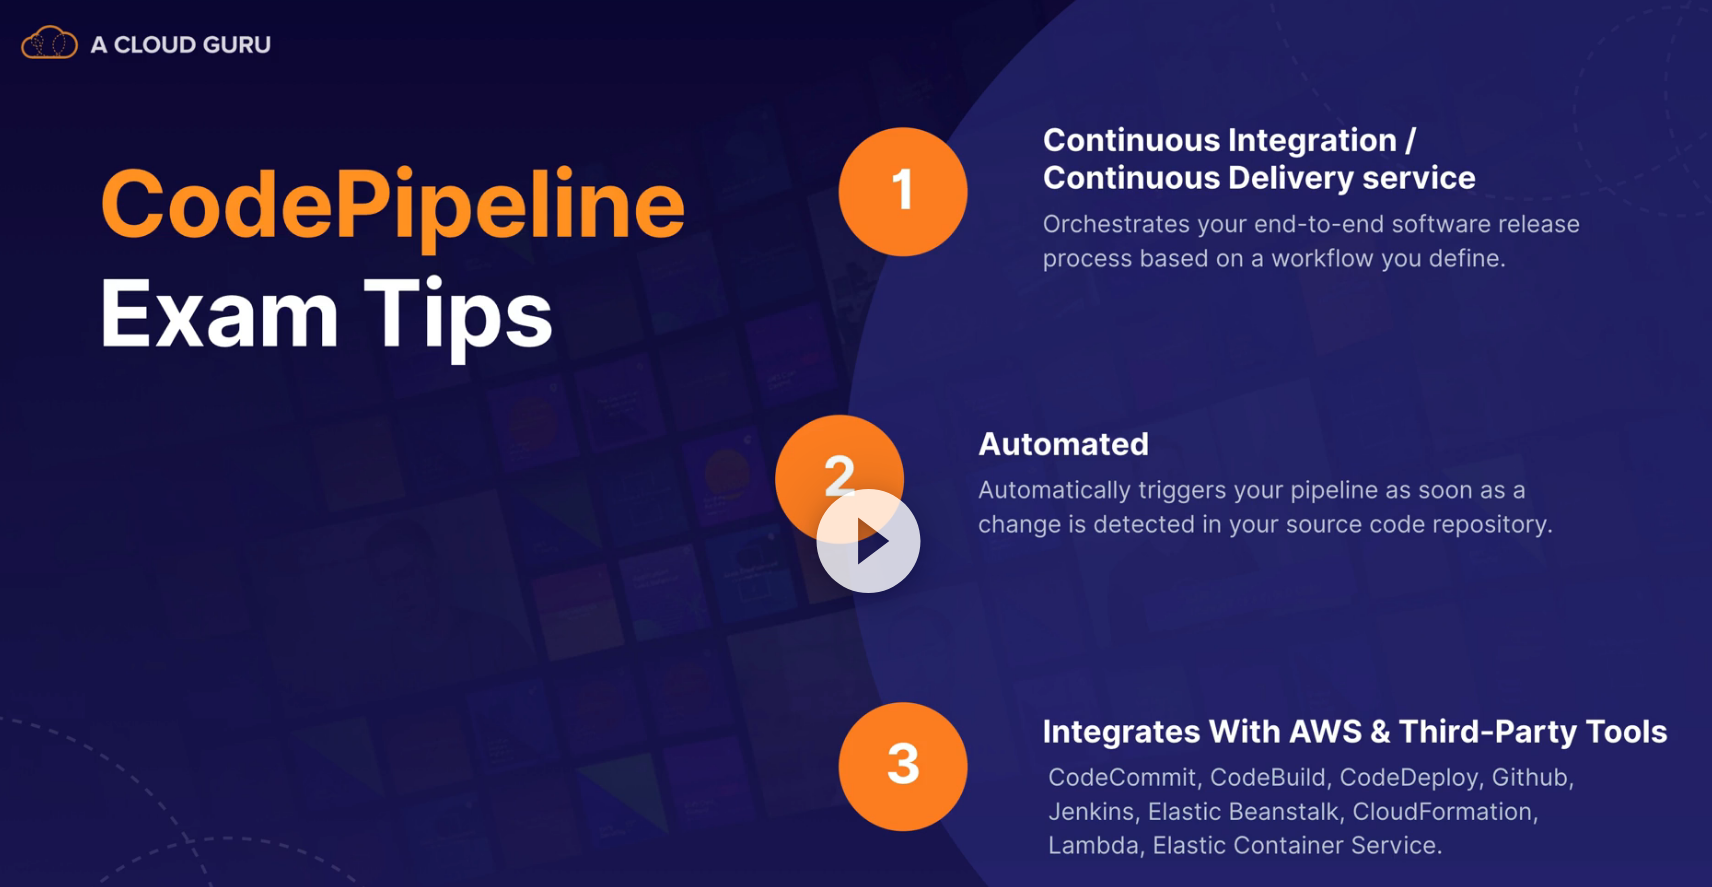 A CLOUD GURU
CodePipeline
Exam Tips
1
Continuous Integration /
Continuous Delivery service
Orchestrates your end-to-end software release
process based on a workflow you define.
2
Automated
Automatically triggers your pipeline as soon as a
change is detected in your source code repository.
3
Integrates With AWS & Third-Party Tools
CodeCommit, CodeBuild, CodeDeploy, Github,
Jenkins, Elastic Beanstalk, CloudFormation,
Lambda, Elastic Container Service.